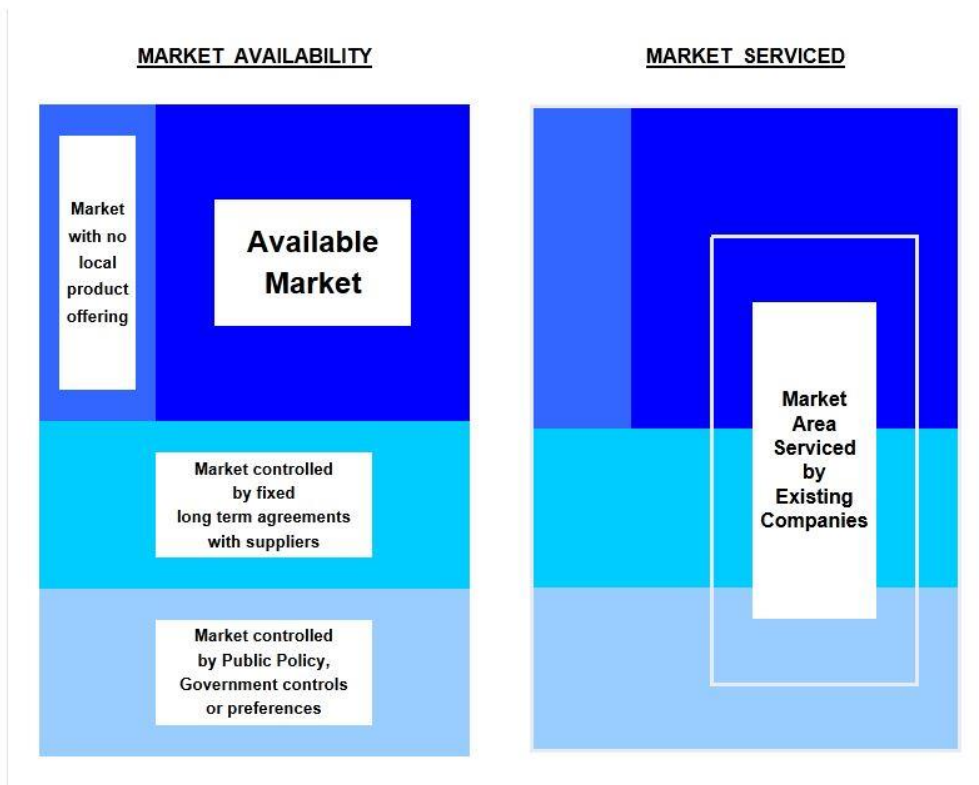 MARKET AVAILABILITY
MARKET SERVICED
Market
with no
local
product
offering
Available
Market
Market controlled
by fixed
long term agreements
with suppliers
Market controlled
by Public Policy,
Government controls
or preferences
Market
Area
Serviced
by
Existing
Companies